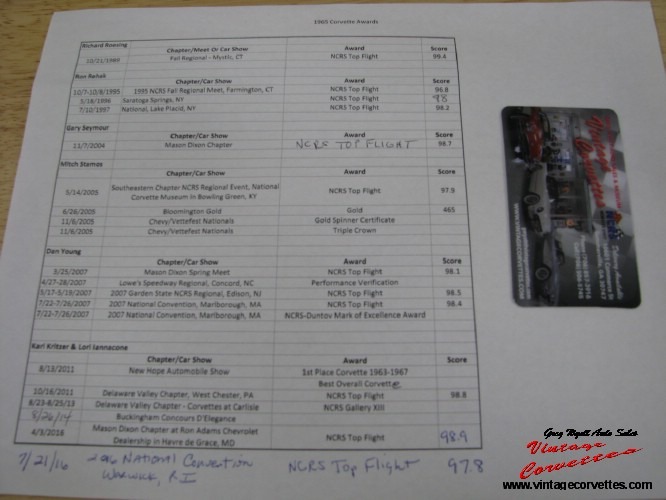 1965 Corvette Awards
Richard Rowing
Chapter/Meet Or Car Show Award Score
10/21/1989 Fall Regional - Mystic, CT NCRS Top Flight 99.4
Ron Rehak
Chapter/Car Show Award Score
10/7-10/8/1995 1995 NCRS Fall Regional Meet, Farmington, CT NCRS Top Flight 96.8
5/18/1996 Saratoga Springs, NY NCRS Top Flight 98
7/10/1997 National, Lake Placid, NY NCRS Top Flight 98.2
Gary Seymour
Chapter/Car Show Award Score
11/7/2004 Mason Dixon Chapter NCRS TOP FLIGHT 98.7
Mitch Stamos
Chapter/Car Show Award Score
5/14/2005 Southeastern Chapter NCRS Regional Event, National
Corvette Museum in Bowling Green, KY NCRS Top Flight 97.9
6/26/2005 Bloomington Gold Gold 465
11/6/2005 Chevy/Vettefest Nationals Gold Spinner Certificate
11/6/2005 Chevy/Vettefest Nationals Triple Crown
Dan Young
Chapter/Car Show Award Score
3/25/2007 Mason Dixon Spring Meet NCRS Top Flight 98.1
4/27-28/2007 Lowe's Speedway Regional, Concord, NC Performance Verification
5/17-5/19/2007 2007 Garden State NCRS Regional, Edison, NJ NCRS Top Flight 98.5
7/22-7/26/2007 2007 National Convention, Marlborough, MA NCRS Top Flight 98.4
7/22-7/26/2007 2007 National Convention, Marlborough, MA NCRS-Duntov Mark of Excellence Award
Karl Kritzer & Lori Iannacone
Chapter/Car Show Award Score
8/13/2011 New Hope Automobile Show 1st Place Corvette 1963-1967
Best Overall Corvette
10/16/2011 Delaware Valley Chapter, West Chester, PA NCRS Top Flight 98.8
8/23-8/25/13 Delaware Valley Chapter - Corvettes at Carlisle NCRS Gallery XIII
8/26/14 Buckingham Concours D'Elegance
4/3/2016 Mason Dixon Chapter at Ron Adams Chevrolet
Dealership in Havre de Grace, MD NCRS Top Flight 98.9
7/21/16 2016 NATIONAL Convention NCRS Top Flight 97.8
WARWICK, RI
Vintage
Corvettes
Greg Wyatt Auto Sales
Vintage
Corvettes
www.vintagecorvettes.com